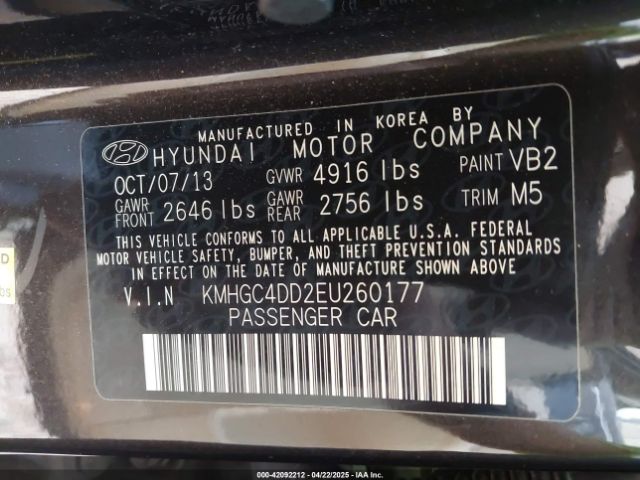 MANUFACTURED IN KOREA BY
HYUNDAI MOTOR COMPANY
OCT/07/13 GVWR 4916 lbs PAINT VB2
GAWR FRONT 2646 lbs GAWR REAR 2756 lbs TRIM M5
THIS VEHICLE CONFORMS TO ALL APPLICABLE U.S.A. FEDERAL
MOTOR VEHICLE SAFETY, BUMPER, AND THEFT PREVENTION STANDARDS
IN EFFECT ON THE DATE OF MANUFACTURE SHOWN ABOVE.
V.I.N KMHGC4DD2EU260177
PASSENGER CAR
000-42092212 - 04/22/2025 - IAAI.COM